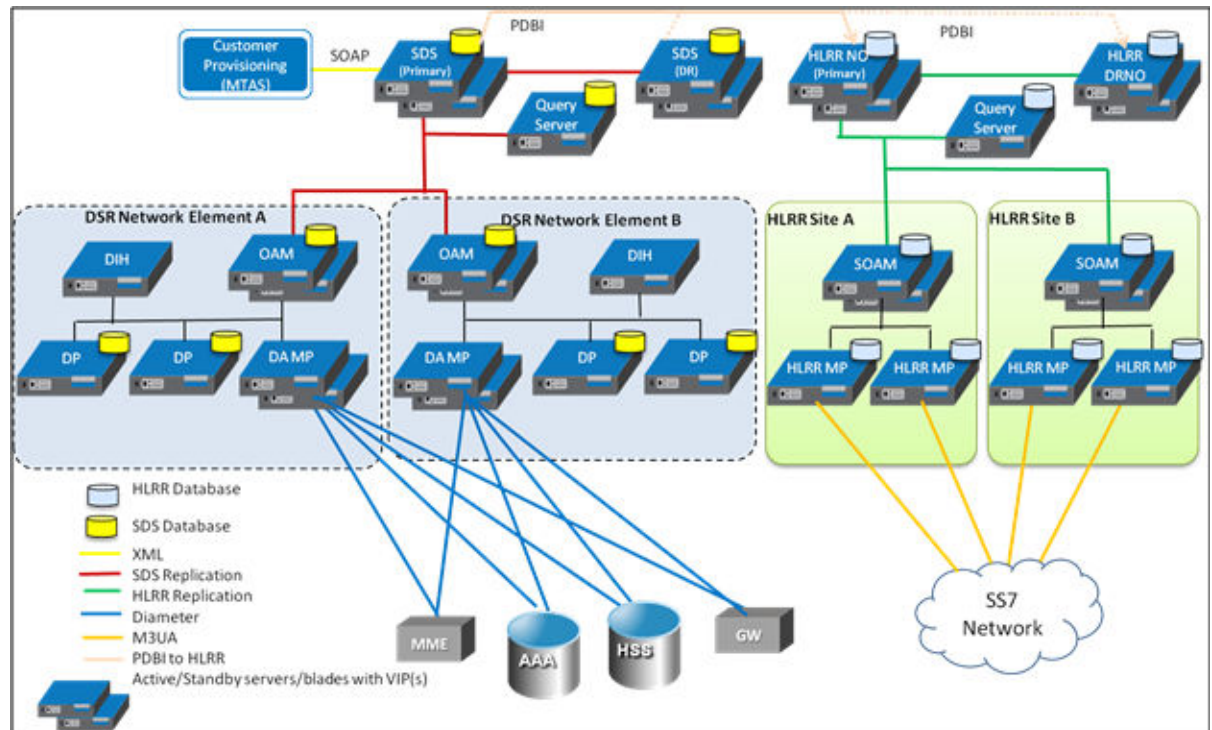 PDBI
PDBI
Customer
Provisioning
(MTAS)
SOAP
SDS
(Primary)
SDS
(DR)
HLRR NO
(Primary)
HLRR
DRNO
Query
Server
Query
Server
DSR Network Element A
DSR Network Element B
HLRR Site A
HLRR Site B
DIH
OAM
OAM
DIH
SOAM
SOAM
DP
DP
DA MP
DA MP
DP
DP
HLRR MP
HLRR MP
HLRR MP
HLRR MP
HLRR Database
SDS Database
XML
SDS Replication
HLRR Replication
Diameter
M3UA
PDBI to HLRR
Active/Standby servers/blades with VIP(s)
MME
AAA
HSS
GW
SS7
Network